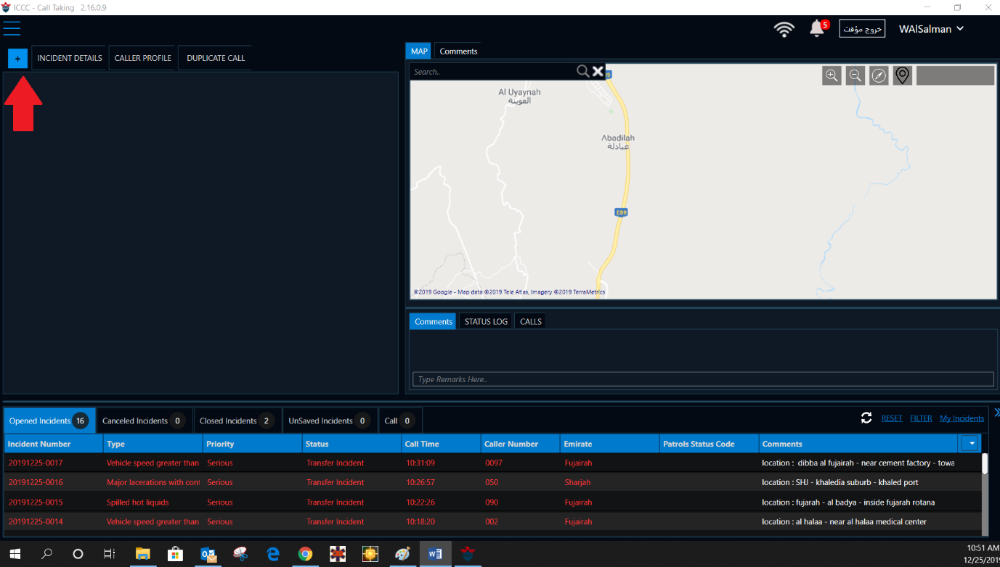 ICCC - Call Taking 2.16.0.9
5
خروج مؤقت
WAlSalman
+ INCIDENT DETAILS CALLER PROFILE DUPLICATE CALL
MAP Comments
Search..
Al Uyaynah
العوينة
Abadilah
عبادلة
E89
©2019 Google - Map data ©2019 Tele Atlas, Imagery ©2019 TerraMetrics
Comments STATUS LOG CALLS
Type Remarks Here..
Opened Incidents 16 Canceled Incidents 0 Closed Incidents 2 UnSaved Incidents 0 Call 0 RESET FILTER My Incidents
Incident Number Type Priority Status Call Time Caller Number Emirate Patrols Status Code Comments
20191225-0017 Vehicle speed greater than Serious Transfer Incident 10:31:09 0097 Fujairah location : dibba al fujairah - near cement factory - towa
20191225-0016 Major lacerations with cont Serious Transfer Incident 10:26:57 050 Sharjah location : SHJ - khaledia suburb - khaled port
20191225-0015 Spilled hot liquids Serious Transfer Incident 10:22:26 090 Fujairah location : fujarah - al badya - inside fujarah rotana
20191225-0014 Vehicle speed greater than Serious Transfer Incident 10:18:20 002 Fujairah location : al halaa - near al halaa medical center
10:51 AM
12/25/201